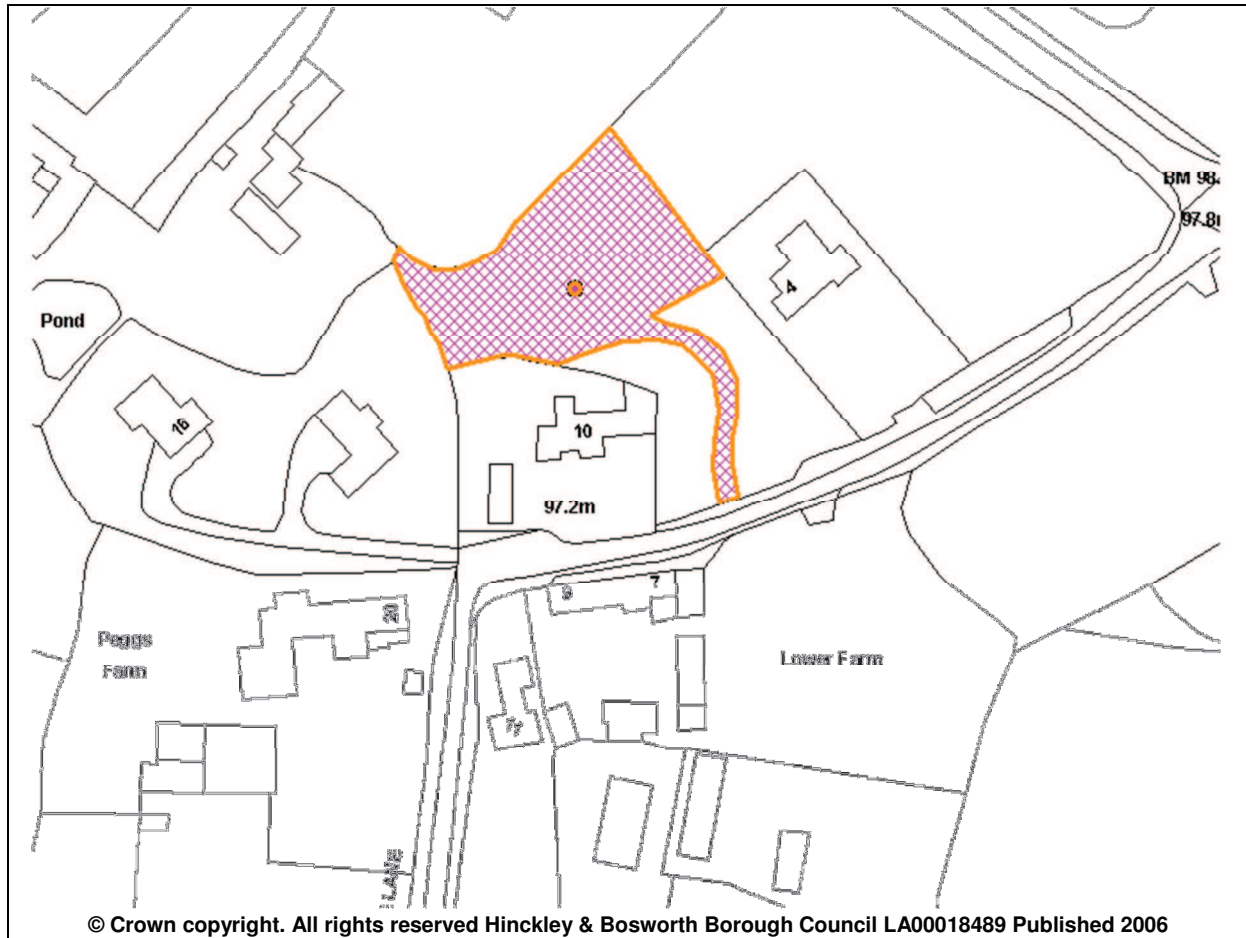 BM 98.
97.8
4
Pond
16
10
97.2m
20
9
7
Peggs
Farm
Lower Farm
LANE
© Crown copyright. All rights reserved Hinckley & Bosworth Borough Council LA00018489 Published 2006